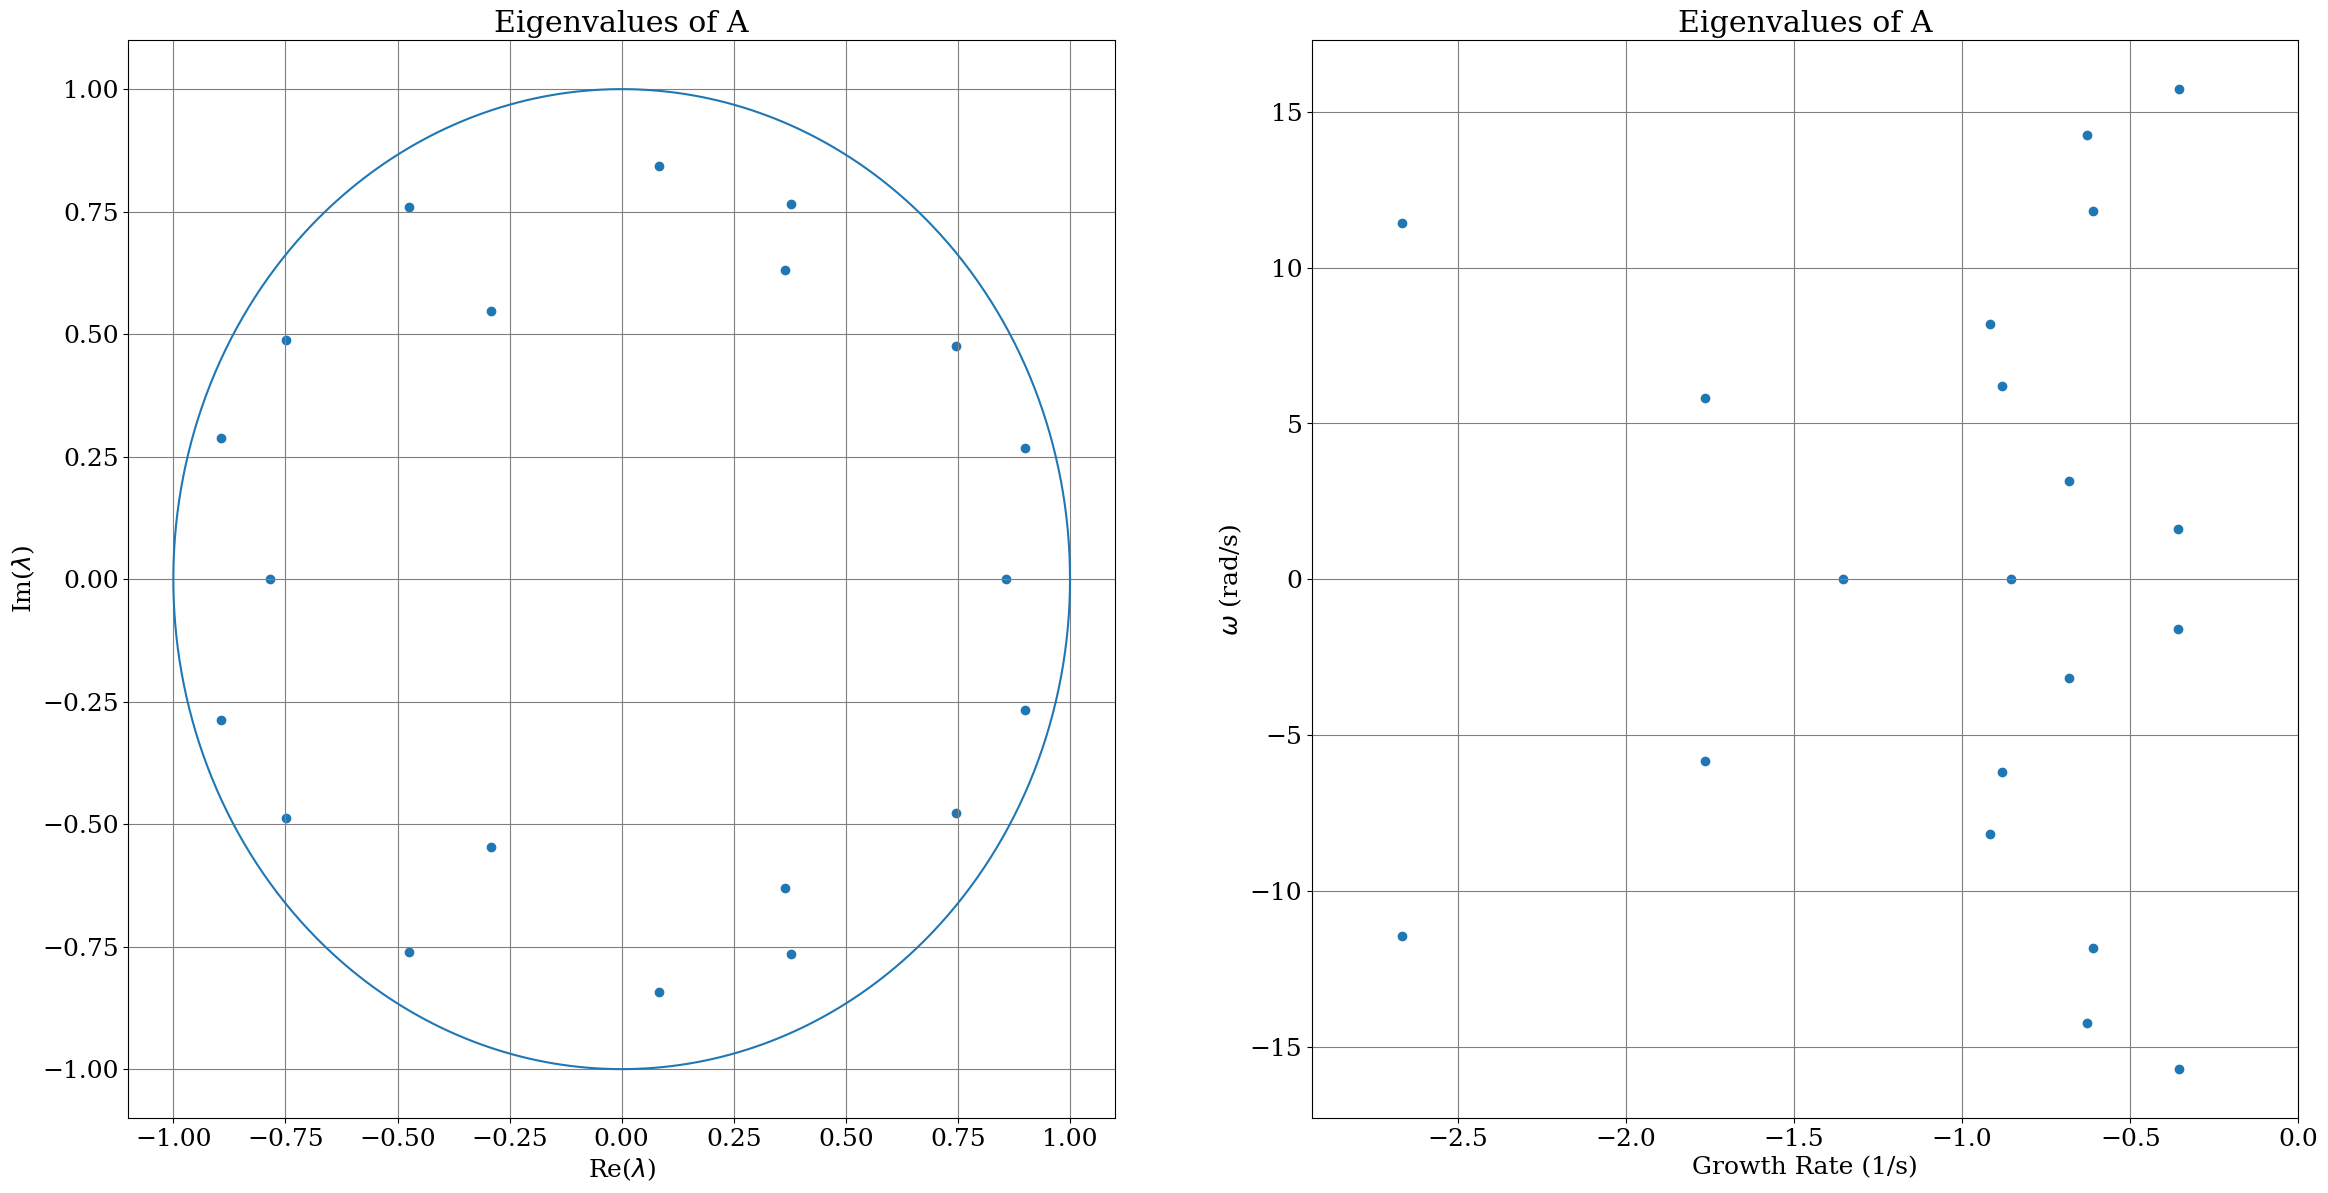 Eigenvalues of A
1.00
0.75
0.50
0.25
0.00
−0.25
−0.50
−0.75
−1.00
Im(λ)
−1.00 −0.75 −0.50 −0.25 0.00 0.25 0.50 0.75 1.00
Re(λ)
Eigenvalues of A
15
10
5
0
−5
−10
−15
ω (rad/s)
−2.5 −2.0 −1.5 −1.0 −0.5 0.0
Growth Rate (1/s)